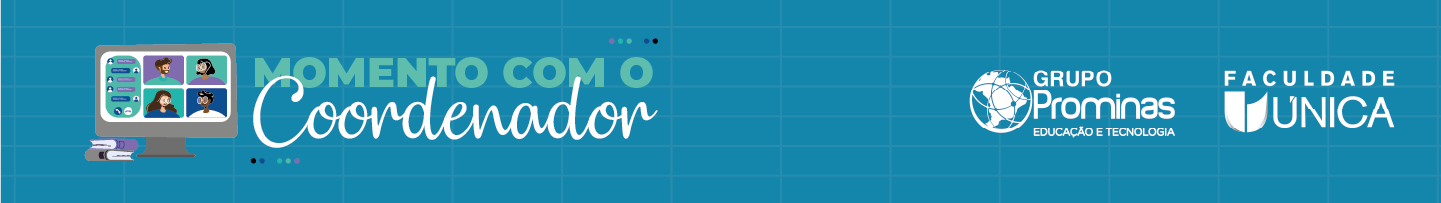 MOMENTO COM O
Coordenador
GRUPO
Prominas
EDUCAÇÃO E TECNOLOGIA
FACULDADE
ÚNICA